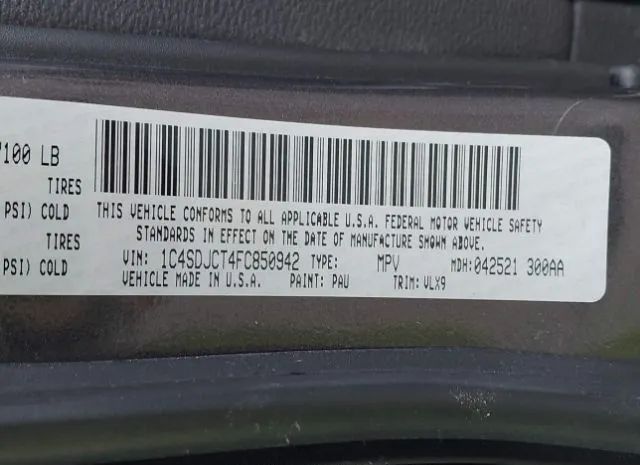 7100 LB
TIRES
PSI) COLD
PSI) COLD
THIS VEHICLE CONFORMS TO ALL APPLICABLE U.S.A. FEDERAL MOTOR VEHICLE SAFETY
STANDARDS IN EFFECT ON THE DATE OF MANUFACTURE SHOWN ABOVE.
VIN: 1C4SDJCT4FC850942 TYPE: MPV MDH:042521 300AA
VEHICLE MADE IN U.S.A. PAINT: PAU TRIM: VLX9